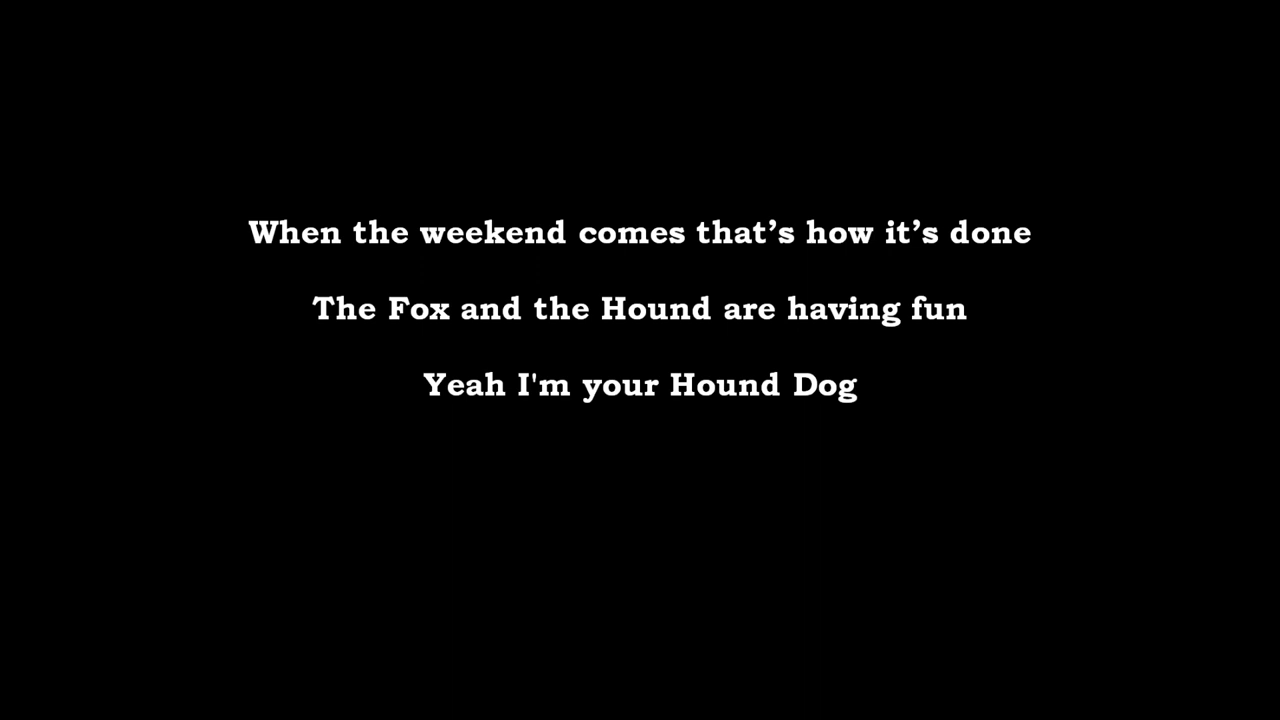 When the weekend comes that’s how it’s done
The Fox and the Hound are having fun
Yeah I'm your Hound Dog